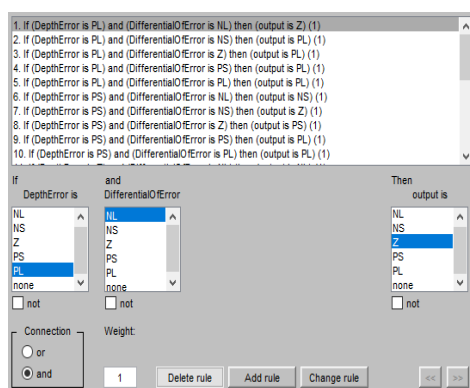 1. If (DepthError is PL) and (DifferentialOfError is NL) then (output is Z) (1)
2. If (DepthError is PL) and (DifferentialOfError is NS) then (output is PL) (1)
3. If (DepthError is PL) and (DifferentialOfError is Z) then (output is PL) (1)
4. If (DepthError is PL) and (DifferentialOfError is PS) then (output is PL) (1)
5. If (DepthError is PL) and (DifferentialOfError is PL) then (output is PL) (1)
6. If (DepthError is PS) and (DifferentialOfError is NL) then (output is NS) (1)
7. If (DepthError is PS) and (DifferentialOfError is NS) then (output is Z) (1)
8. If (DepthError is PS) and (DifferentialOfError is Z) then (output is PS) (1)
9. If (DepthError is PS) and (DifferentialOfError is PS) then (output is PL) (1)
10. If (DepthError is PS) and (DifferentialOfError is PL) then (output is PL) (1)
If
DepthError is
NL
NS
Z
PS
PL
none
not
and
DifferentialOfError
NL
NS
Z
PS
PL
none
not
Then
output is
NL
NS
Z
PS
PL
none
not
Connection
or
and
Weight:
1
Delete rule
Add rule
Change rule
<<
>>